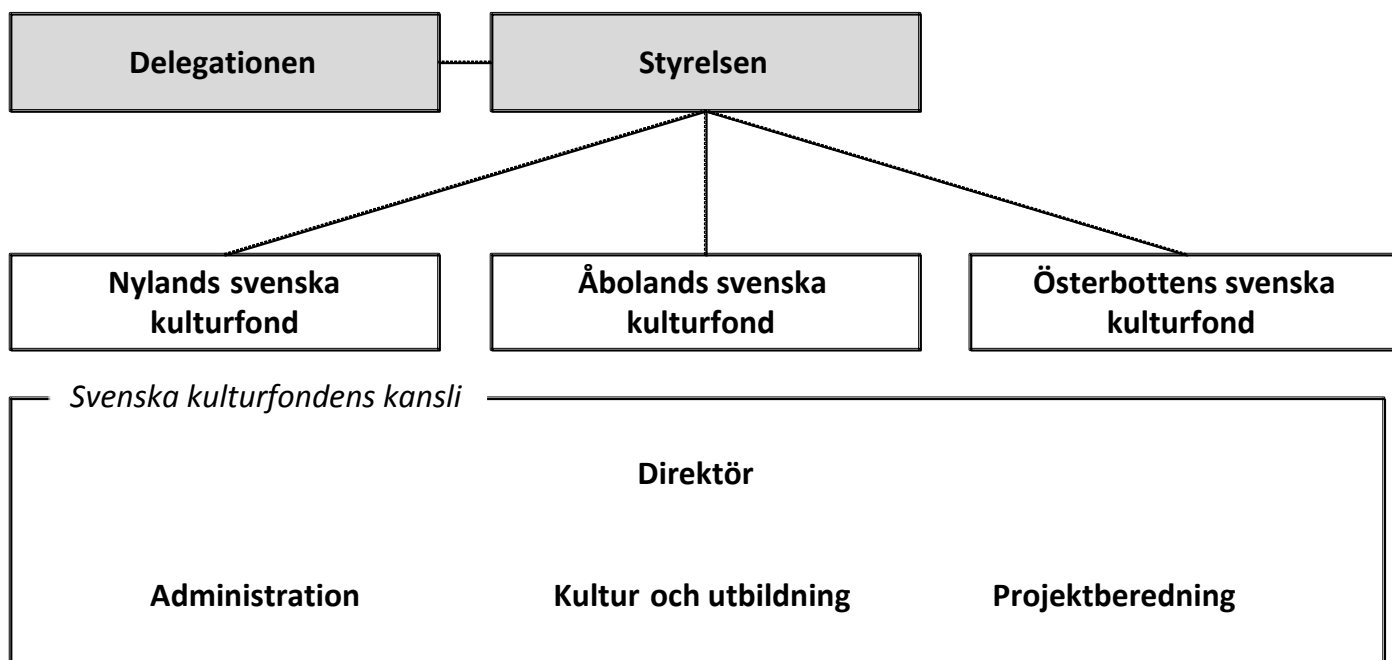 Delegationen
Styrelsen
Nylands svenska
kulturfond
Åbolands svenska
kulturfond
Österbottens svenska
kulturfond
Svenska kulturfondens kansli
Direktör
Administration
Kultur och utbildning
Projektberedning